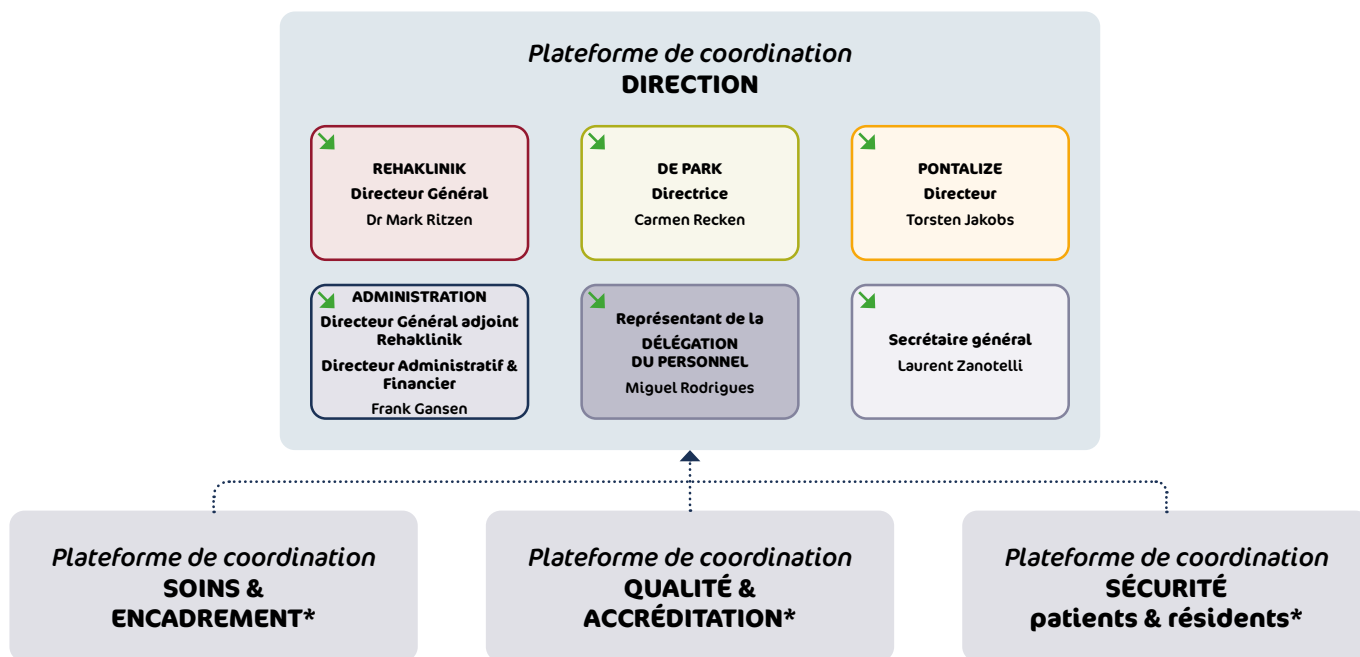 Plateforme de coordination
DIRECTION
REHAKLINIK
Directeur Général
Dr Mark Ritzen
DE PARK
Directrice
Carmen Recken
PONTALIZE
Directeur
Torsten Jakobs
ADMINISTRATION
Directeur Général adjoint
Rehaklinik
Directeur Administratif &
Financier
Frank Gansen
Représentant de la
DÉLÉGATION
DU PERSONNEL
Miguel Rodrigues
Secrétaire général
Laurent Zanotelli
Plateforme de coordination
SOINS &
ENCADREMENT*
Plateforme de coordination
QUALITÉ &
ACCRÉDITATION*
Plateforme de coordination
SÉCURITÉ
patients & résidents*